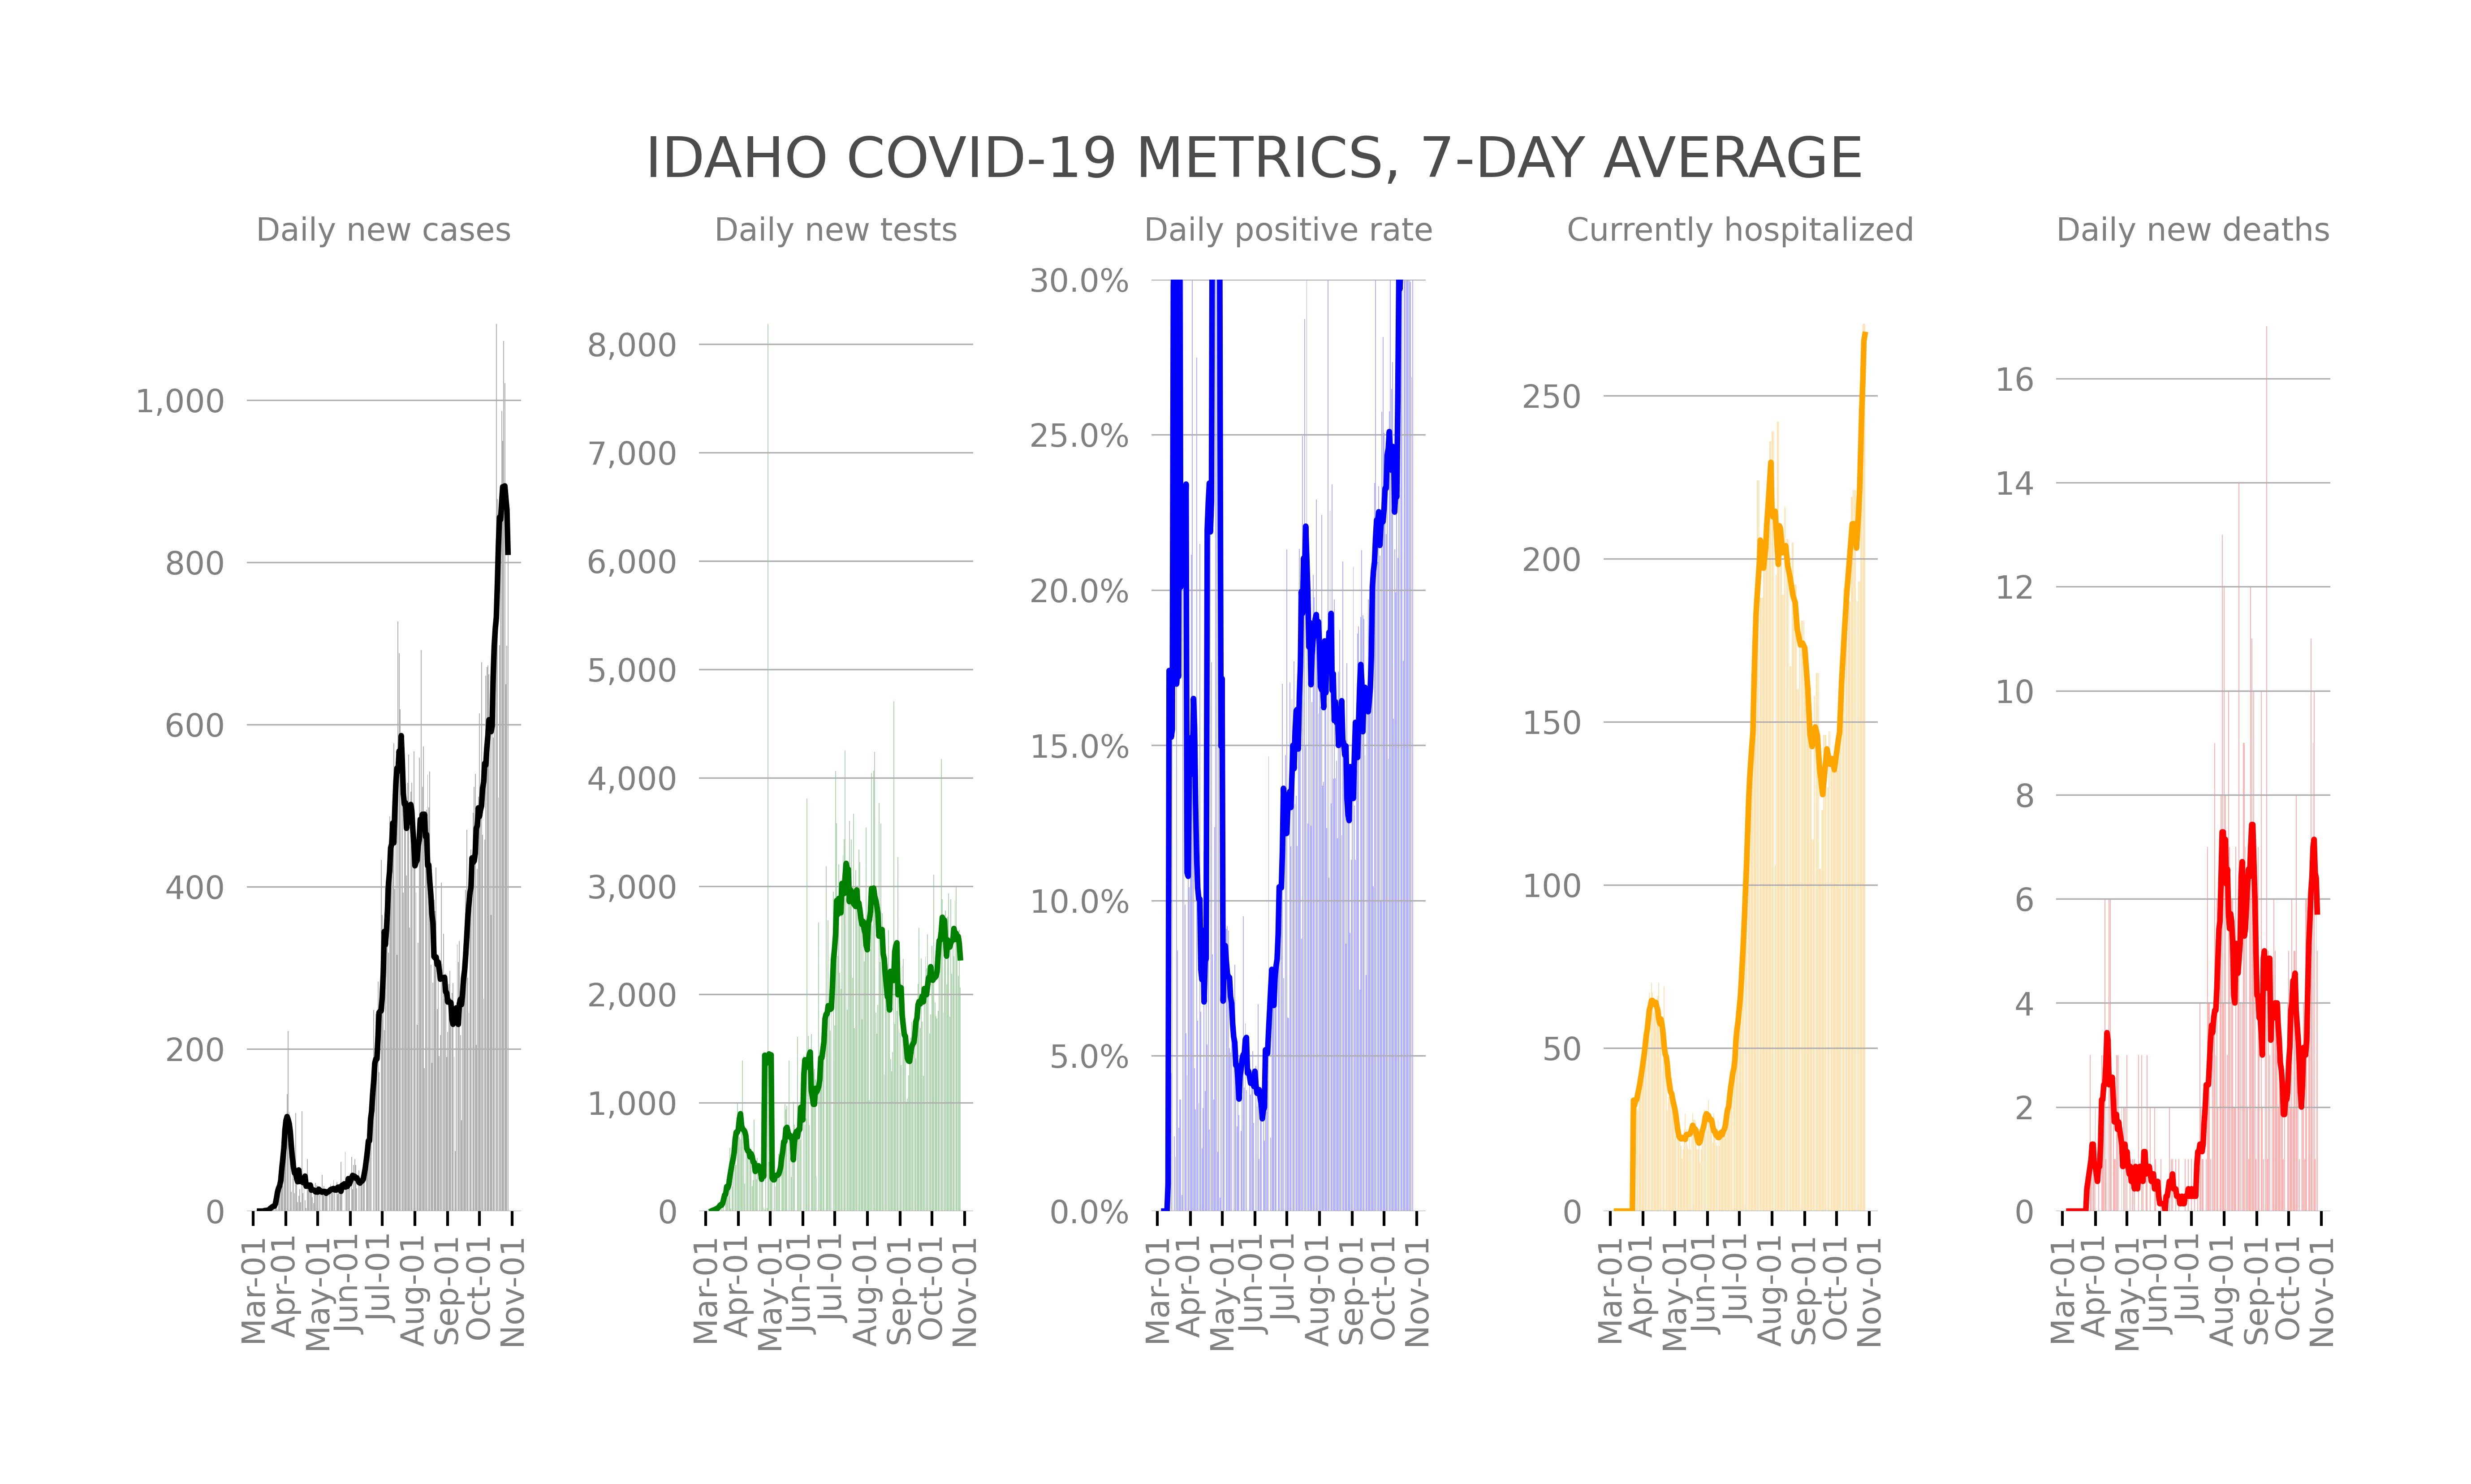 IDAHO COVID-19 METRICS, 7-DAY AVERAGE
Daily new cases
1,000
800
600
400
200
0
Mar-01
Apr-01
May-01
Jun-01
Jul-01
Aug-01
Sep-01
Oct-01
Nov-01
Daily new tests
8,000
7,000
6,000
5,000
4,000
3,000
2,000
1,000
0
Mar-01
Apr-01
May-01
Jun-01
Jul-01
Aug-01
Sep-01
Oct-01
Nov-01
Daily positive rate
30.0%
25.0%
20.0%
15.0%
10.0%
5.0%
0.0%
Mar-01
Apr-01
May-01
Jun-01
Jul-01
Aug-01
Sep-01
Oct-01
Nov-01
Currently hospitalized
250
200
150
100
50
0
Mar-01
Apr-01
May-01
Jun-01
Jul-01
Aug-01
Sep-01
Oct-01
Nov-01
Daily new deaths
16
14
12
10
8
6
4
2
0
Mar-01
Apr-01
May-01
Jun-01
Jul-01
Aug-01
Sep-01
Oct-01
Nov-01